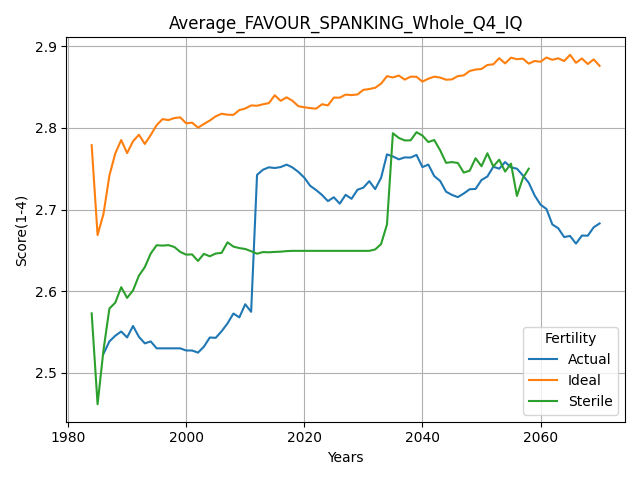 Average_FAVOUR_SPANKING_Whole_Q4_IQ
2.9
2.8
2.7
2.6
2.5
Score(1-4)
1980 2000 2020 2040 2060
Years
Fertility
Actual
Ideal
Sterile